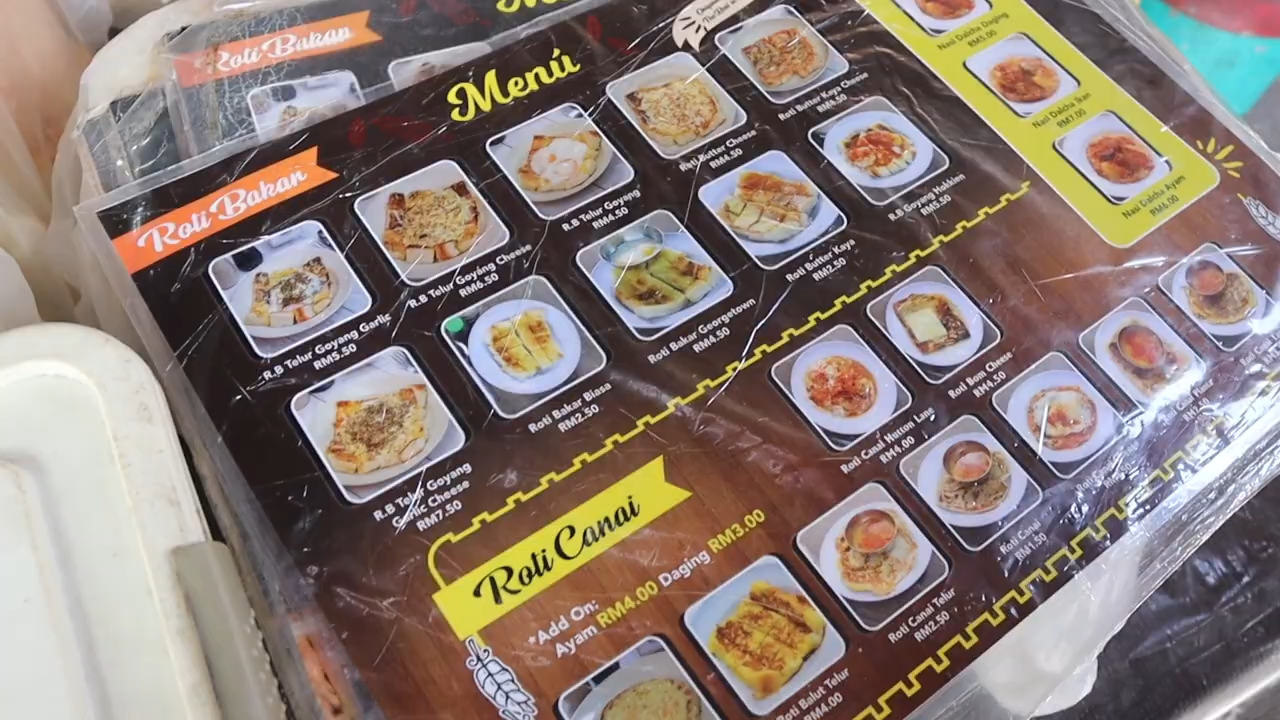 Roti Bakan
Menú
Roti Bakar
R.B Telur Goyang Garlic
RM5.50
R.B Telur Goyang Cheese
RM6.50
R.B Telur Goyang
RM4.50
Roti Butter Cheese
RM4.50
Roti Butter Kaya Cheese
RM4.50
R.B Telur Goyang
Garlic Cheese
RM7.50
Roti Bakar Biasa
RM2.50
Roti Bakar Georgetown
RM4.50
Roti Butter Kaya
RM2.50
R.B Goyang Hokkien
RM5.50
Nasi Dalcha Daging
RM5.00
Nasi Dalcha Ikan
RM7.00
Nasi Dalcha Ayam
RM6.00
Roti Canai
*Add On:
Ayam RM4.00 Daging RM3.00
Roti Canai Mutton Lane
RM4.00
Roti Bom Cheese
RM4.50
Roti Balut Telur
RM4.00
Roti Canai Telur
RM2.50
Roti Canai
RM1.50